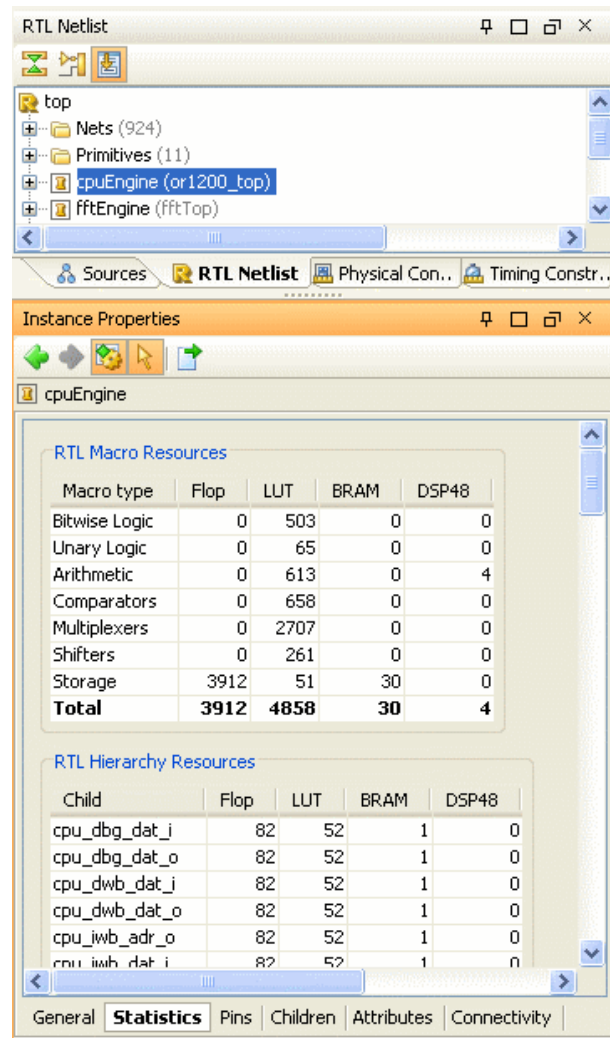 RTL Netlist
top
Nets (924)
Primitives (11)
cpuEngine (or1200_top)
fftEngine (fftTop)
Sources RTL Netlist Physical Con.. Timing Constr..
Instance Properties
cpuEngine
RTL Macro Resources
Macro type Flop LUT BRAM DSP48
Bitwise Logic 0 503 0 0
Unary Logic 0 65 0 0
Arithmetic 0 613 0 4
Comparators 0 658 0 0
Multiplexers 0 2707 0 0
Shifters 0 261 0 0
Storage 3912 51 30 0
Total 3912 4858 30 4
RTL Hierarchy Resources
Child Flop LUT BRAM DSP48
cpu_dbg_dat_i 82 52 1 0
cpu_dbg_dat_o 82 52 1 0
cpu_dwb_dat_i 82 52 1 0
cpu_dwb_dat_o 82 52 1 0
cpu_iwb_adr_o 82 52 1 0
cpu_iwb_dat_i 82 52 1 0
General Statistics Pins Children Attributes Connectivity